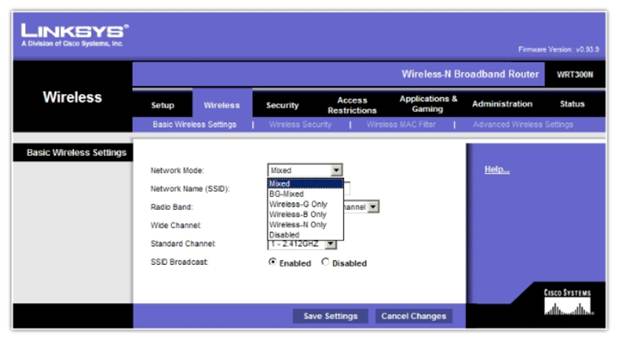 LINKSYS®
A Division of Cisco Systems, Inc.
Firmware Version: v0.93.9
Wireless-N Broadband Router WRT300N
Wireless
Setup Wireless Security Access Restrictions Applications & Gaming Administration Status
Basic Wireless Settings | Wireless Security | Wireless MAC Filter | Advanced Wireless Settings
Basic Wireless Settings
Network Mode: Mixed
Mixed
BG-Mixed
Wireless-G Only
Wireless-B Only
Wireless-N Only
Disabled
Network Name (SSID):
Radio Band:
Wide Channel:
Standard Channel: 1 - 2.412GHZ
SSID Broadcast: Enabled Disabled
Help...
Save Settings Cancel Changes
CISCO SYSTEMS